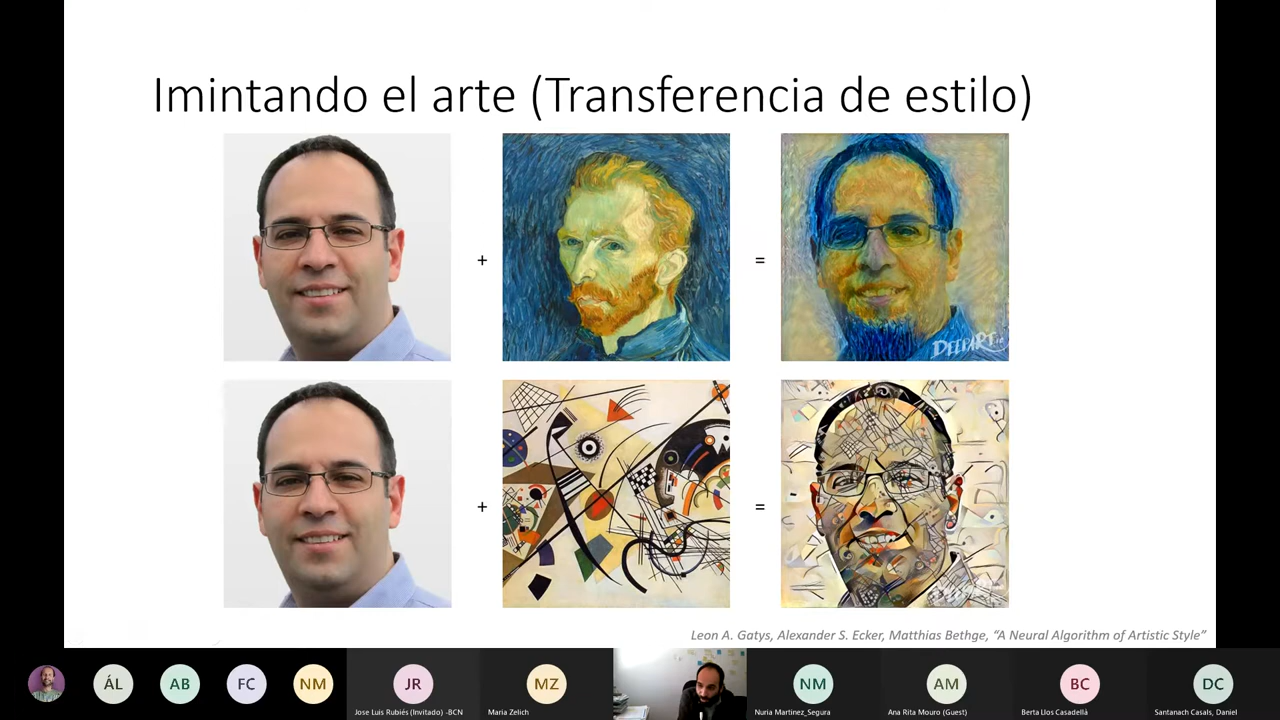 Imintando el arte (Transferencia de estilo)
+
=
DEEPART
+
=
Leon A. Gatys, Alexander S. Ecker, Matthias Bethge, “A Neural Algorithm of Artistic Style”
ÁL
AB
FC
NM
JR
MZ
NM
AM
BC
DC
Jose Luis Rubiés (Invitado) -BCN
Maria Zelich
Nuria Martinez_Segura
Ana Rita Mouro (Guest)
Berta Llos Casadellà
Santanach Casals, Daniel